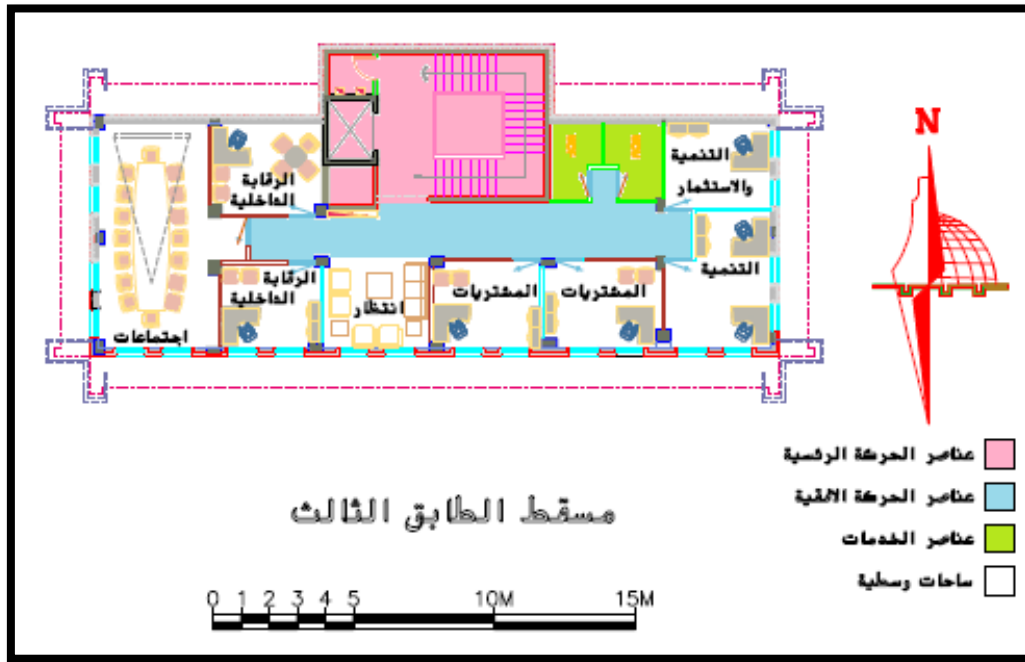 N
التنمية
والاستثمار
الرقابة
الداخلية
التنمية
الرقابة
الداخلية
انتظار
المشتريات
المشتريات
اجتماعات
عناصر الحركة الرئسية
عناصر الحركة الافقية
عناصر الخدمات
ساحات وسطية
مسقط الطابق الثالث
0 1 2 3 4 5 10M 15M